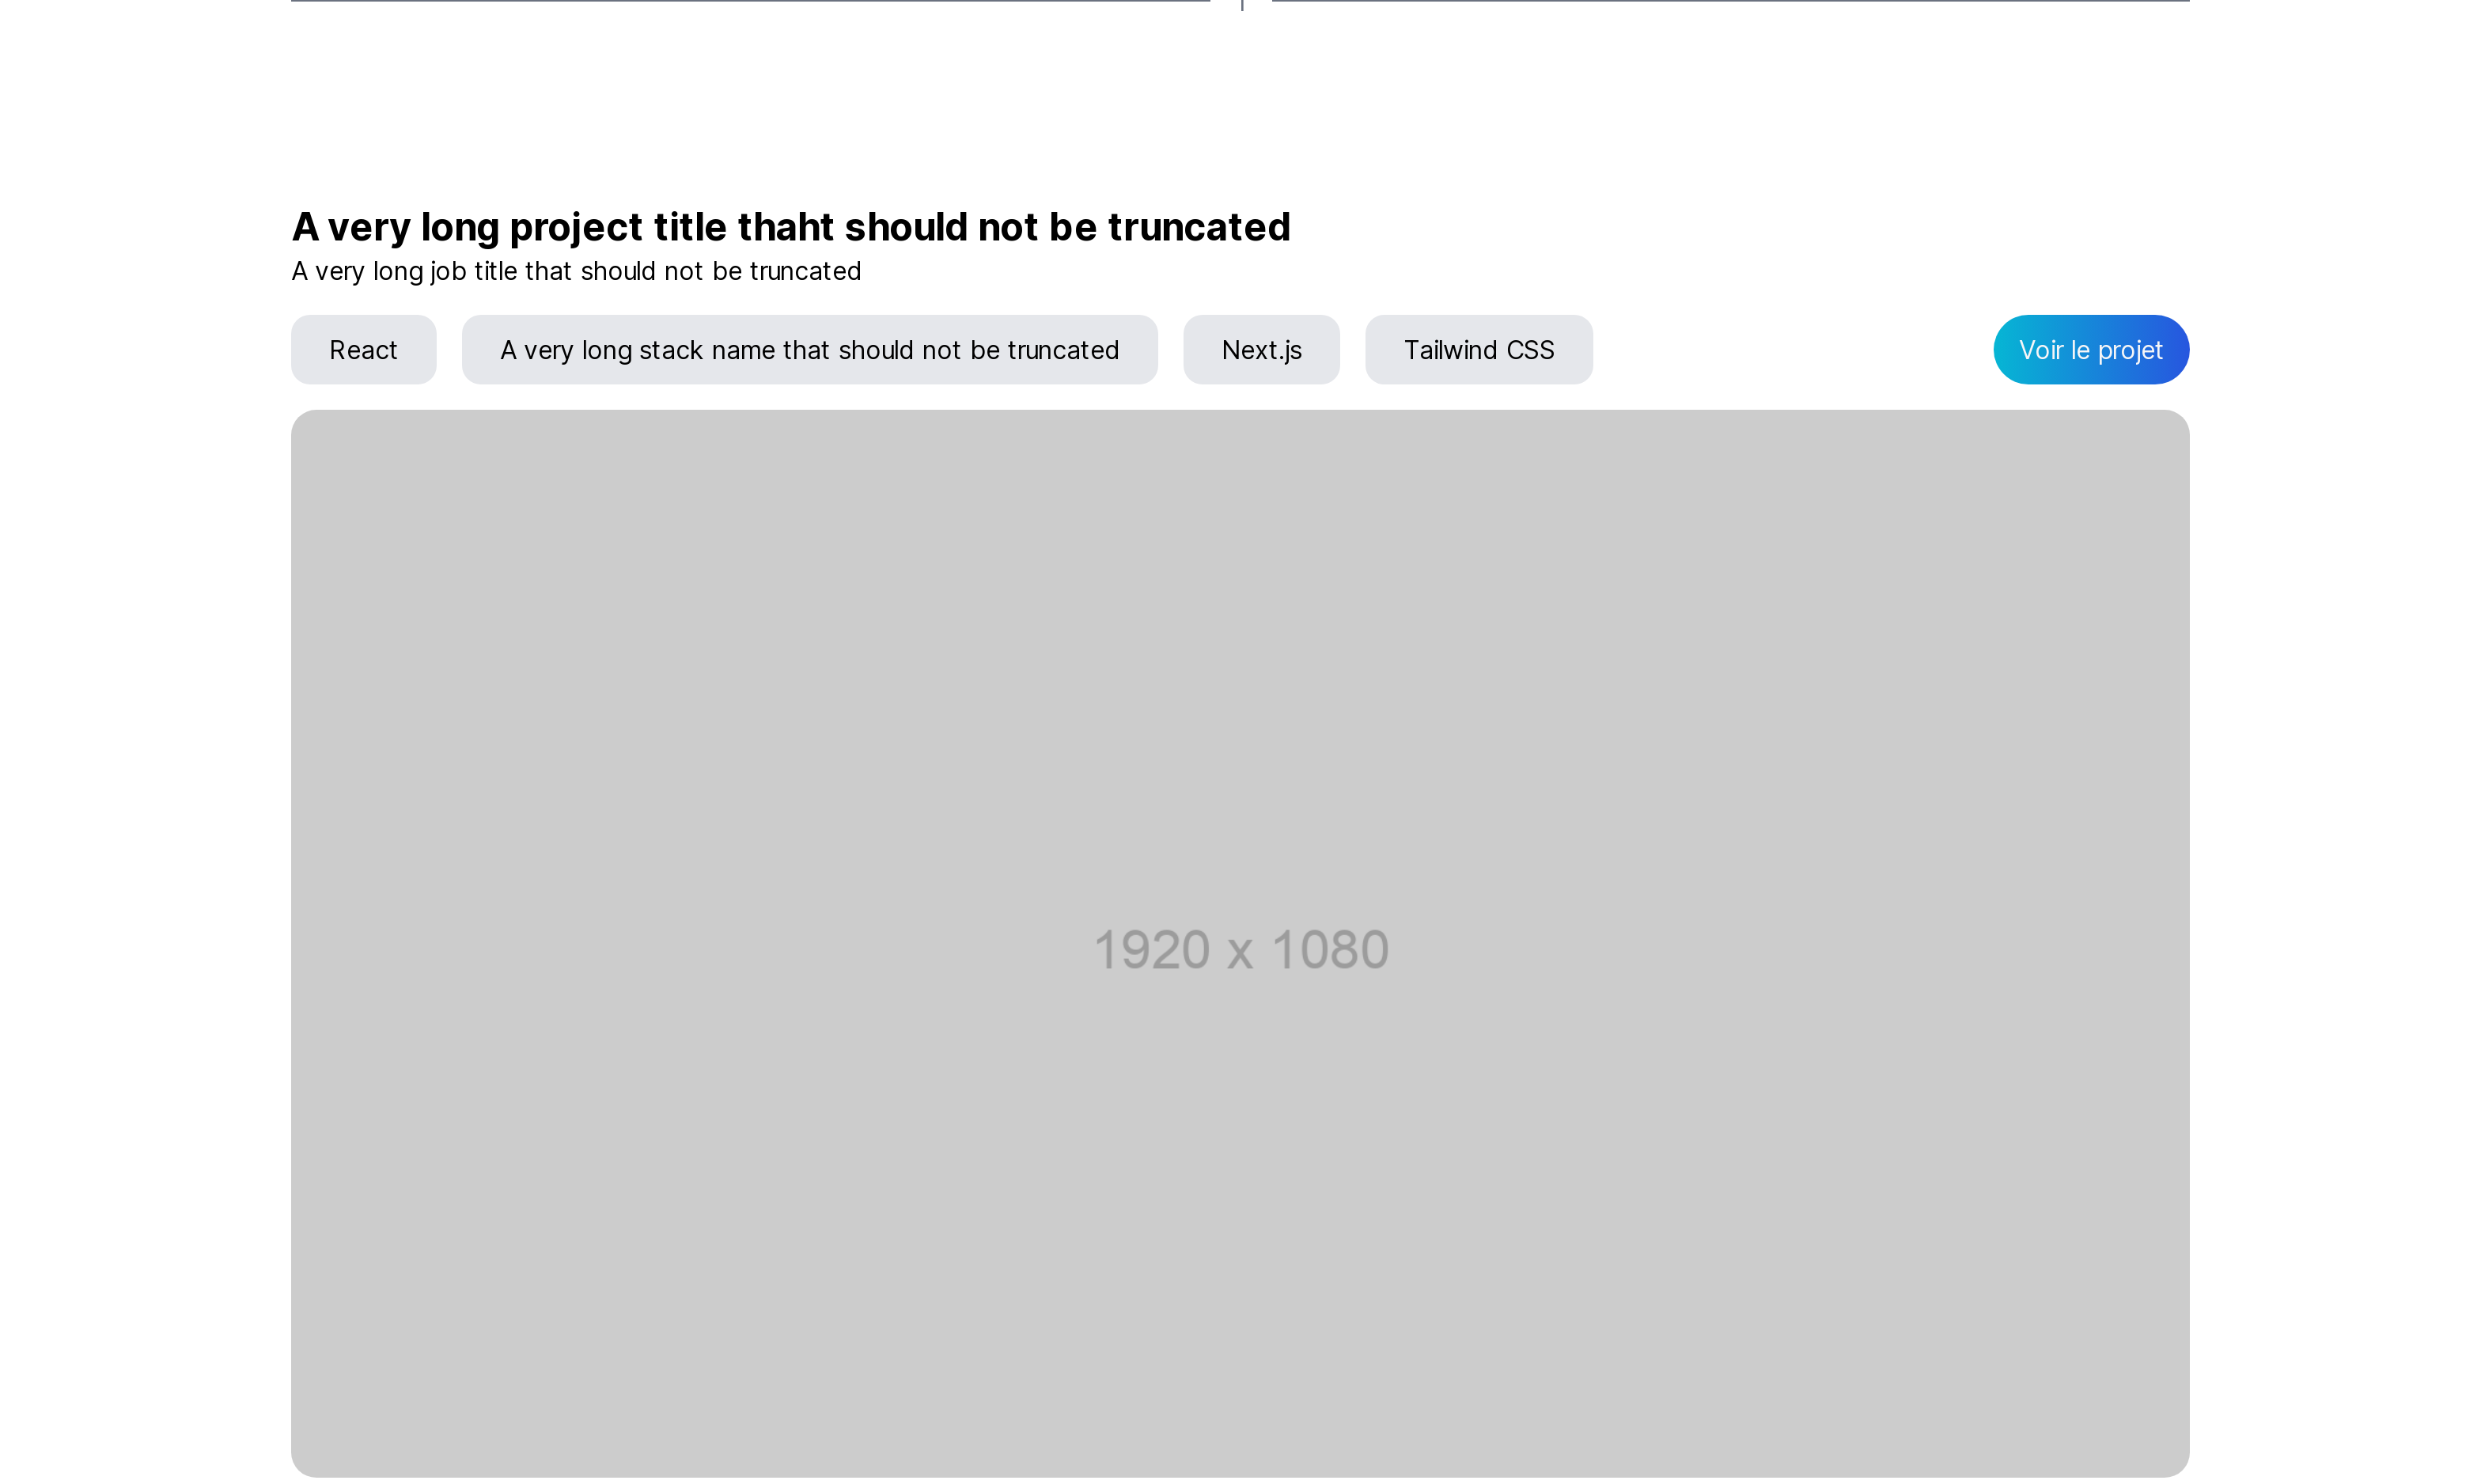 A very long project title thaht should not be truncated
A very long job title that should not be truncated
React A very long stack name that should not be truncated Next.js Tailwind CSS Voir le projet
1920 x 1080